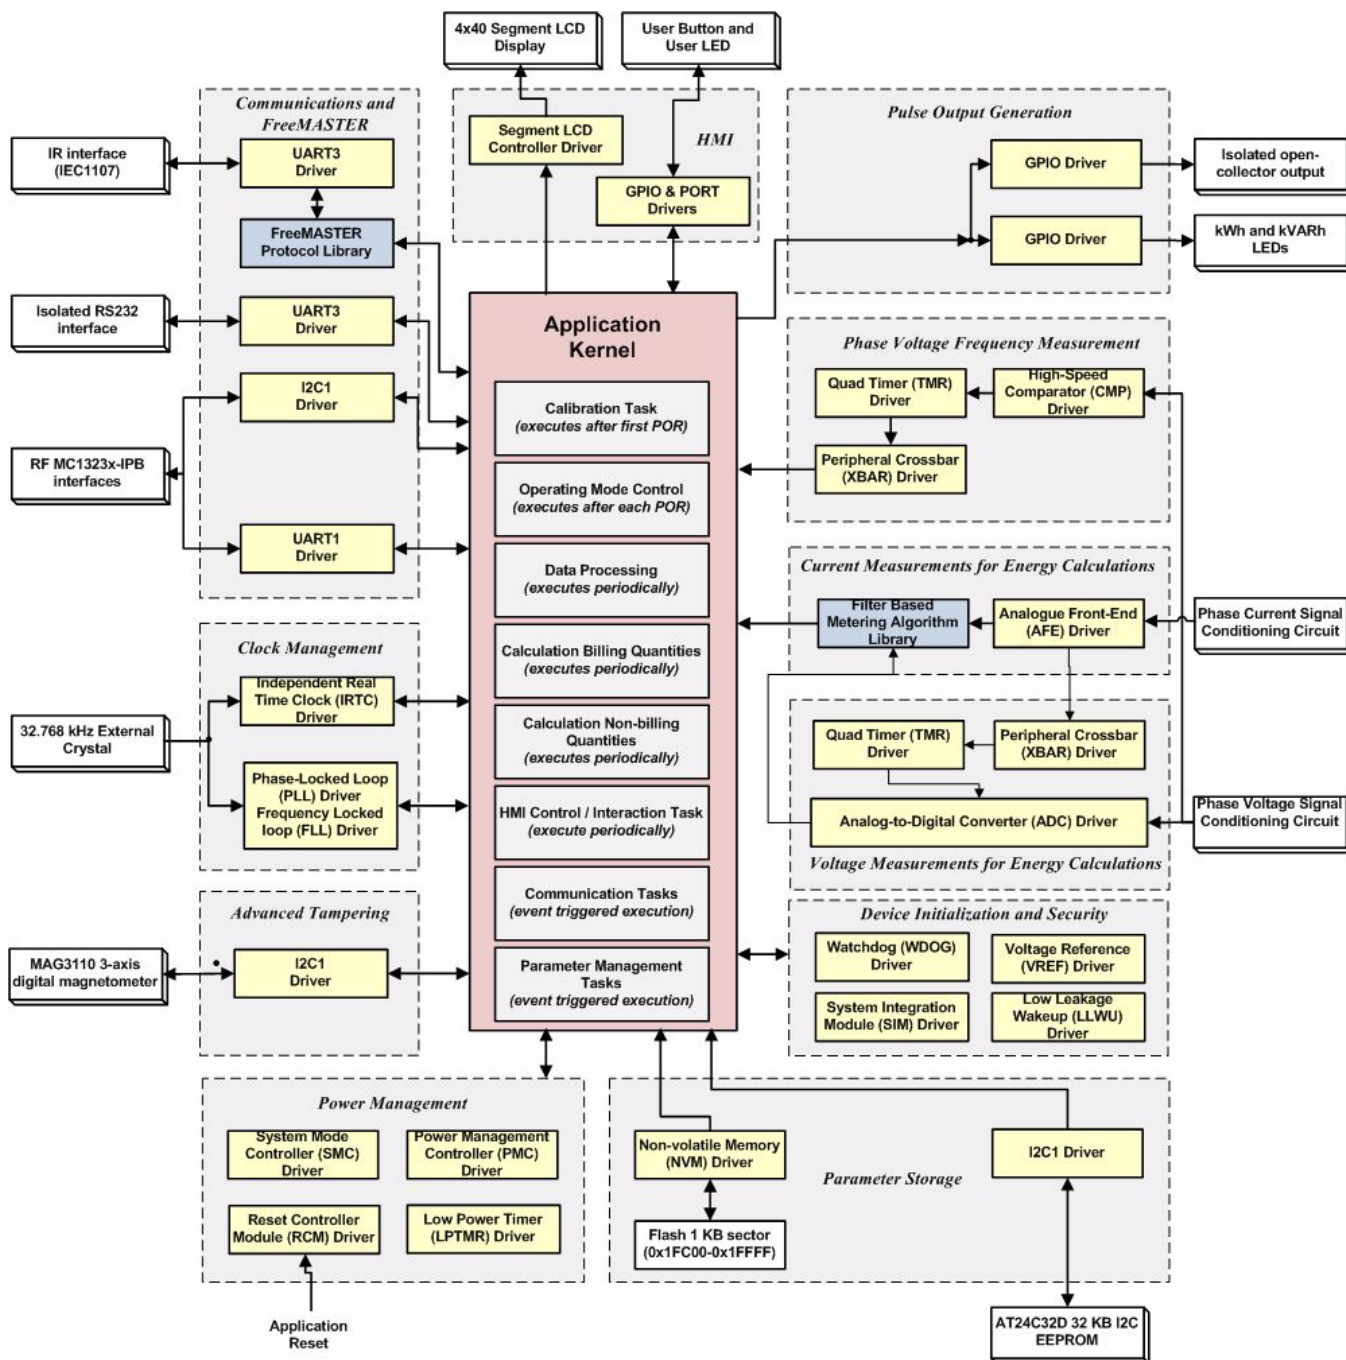 4x40 Segment LCD
Display
User Button and
User LED
Communications and
FreeMASTER
IR interface
(IEC1107)
UART3
Driver
FreeMASTER
Protocol Library
Isolated RS232
interface
UART3
Driver
I2C1
Driver
RF MC1323x-IPB
interfaces
UART1
Driver
Segment LCD
Controller Driver
HMI
GPIO & PORT
Drivers
Pulse Output Generation
GPIO Driver
Isolated open-
collector output
GPIO Driver
kWh and kVARh
LEDs
Application
Kernel
Calibration Task
(executes after first POR)
Operating Mode Control
(executes after each POR)
Data Processing
(executes periodically)
Calculation Billing Quantities
(executes periodically)
Calculation Non-billing
Quantities
(executes periodically)
HMI Control / Interaction Task
(execute periodically)
Communication Tasks
(event triggered execution)
Parameter Management
Tasks
(event triggered execution)
Phase Voltage Frequency Measurement
Quad Timer (TMR)
Driver
High-Speed
Comparator (CMP)
Driver
Peripheral Crossbar
(XBAR) Driver
Current Measurements for Energy Calculations
Filter Based
Metering Algorithm
Library
Analogue Front-End
(AFE) Driver
Phase Current Signal
Conditioning Circuit
Quad Timer (TMR)
Driver
Peripheral Crossbar
(XBAR) Driver
Analog-to-Digital Converter (ADC) Driver
Voltage Measurements for Energy Calculations
Phase Voltage Signal
Conditioning Circuit
Clock Management
Independent Real
Time Clock (IRTC)
Driver
32.768 kHz External
Crystal
Phase-Locked Loop
(PLL) Driver
Frequency Locked
loop (FLL) Driver
Advanced Tampering
MAG3110 3-axis
digital magnetometer
I2C1
Driver
Device Initialization and Security
Watchdog (WDOG)
Driver
Voltage Reference
(VREF) Driver
System Integration
Module (SIM) Driver
Low Leakage
Wakeup (LLWU)
Driver
Power Management
System Mode
Controller (SMC)
Driver
Power Management
Controller (PMC)
Driver
Reset Controller
Module (RCM) Driver
Low Power Timer
(LPTMR) Driver
Application
Reset
Non-volatile Memory
(NVM) Driver
I2C1 Driver
Parameter Storage
Flash 1 KB sector
(0x1FC00-0x1FFFF)
AT24C32D 32 KB I2C
EEPROM